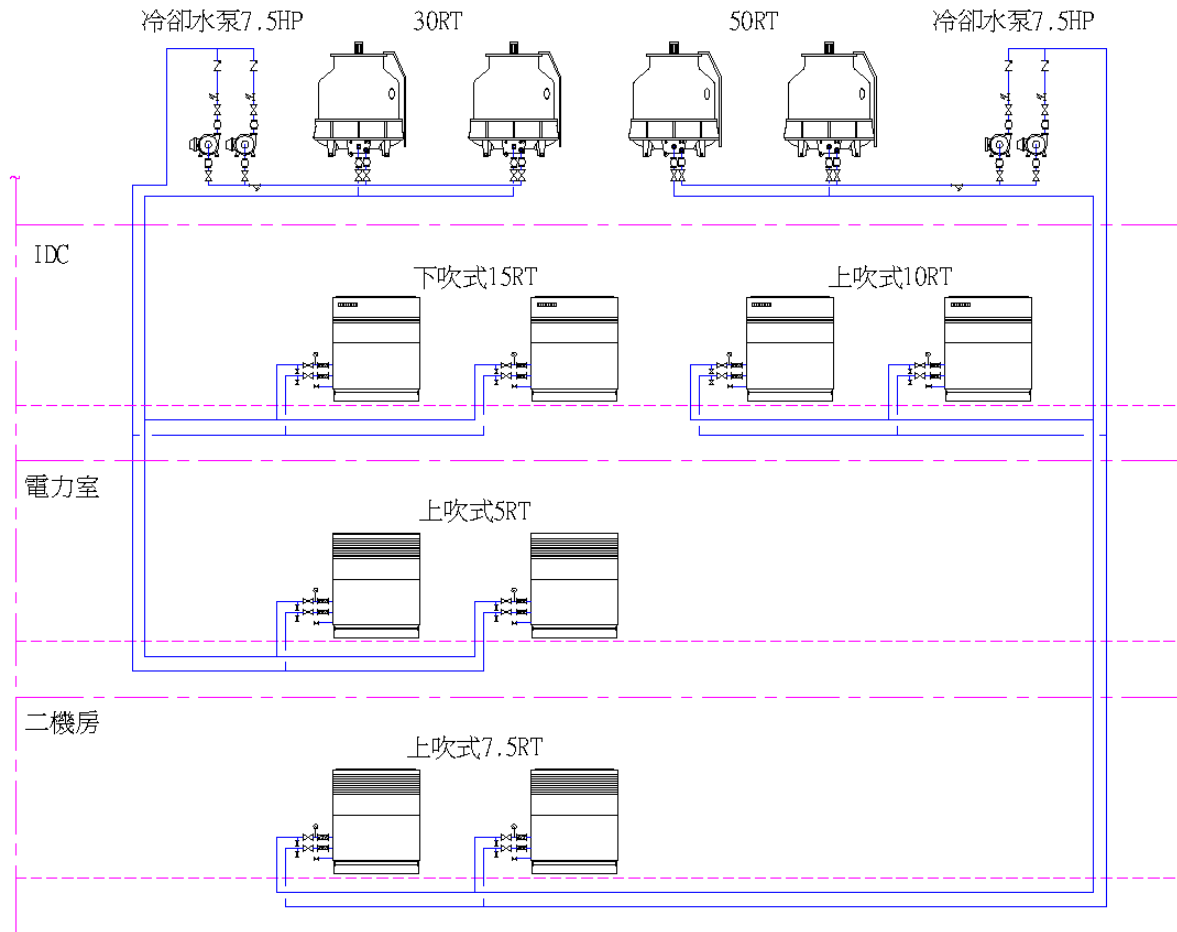 冷卻水泵7.5HP
30RT
50RT
冷卻水泵7.5HP
IDC
下吹式15RT
上吹式10RT
電力室
上吹式5RT
二機房
上吹式7.5RT